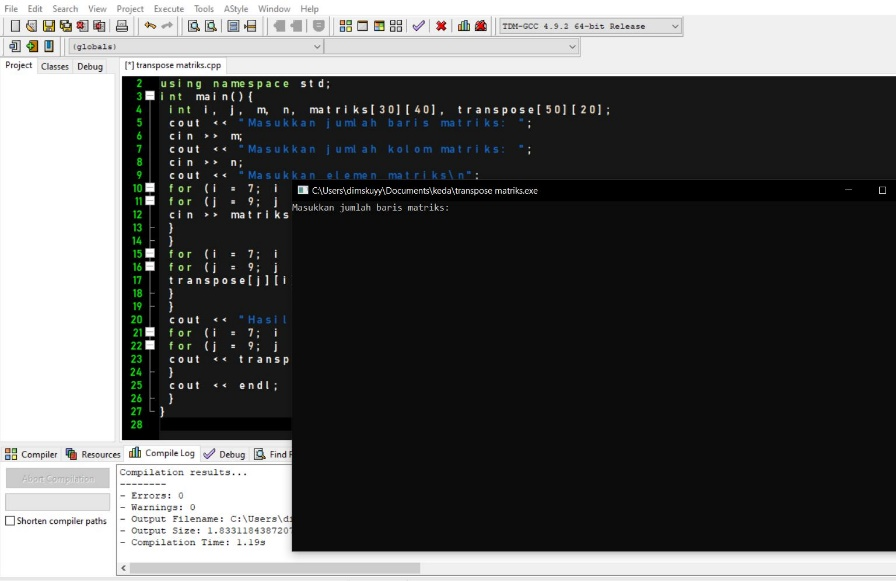 File Edit Search View Project Execute Tools AStyle Window Help
TDM-GCC 4.9.2 64-bit Release
(globals)
Project Classes Debug [*] transpose matriks.cpp
2 using namespace std;
3 int main(){
4 int i, j, m, n, matriks[30][40], transpose[50][20];
5 cout << "Masukkan jumlah baris matriks: ";
6 cin >> m;
7 cout << "Masukkan jumlah kolom matriks: ";
8 cin >> n;
9 cout << "Masukkan elemen matriks\n";
10 for (i = 7; i
11 for (j = 9; j
12 cin >> matriks
13 }
14 }
15 for (i = 7; i
16 for (j = 9; j
17 transpose[j][i
18 }
19 }
20 cout << "Hasil
21 for (i = 7; i
22 for (j = 9; j
23 cout << transp
24 }
25 cout << endl;
26 }
27 }
28
C:\Users\dimskuyy\Documents\keda\transpose matriks.exe
Masukkan jumlah baris matriks:
Compiler Resources Compile Log Debug Find
Abort Compilation
Shorten compiler paths
Compilation results...
--------
- Errors: 0
- Warnings: 0
- Output Filename: C:\Users\di
- Output Size: 1.8331184387207
- Compilation Time: 1.19s